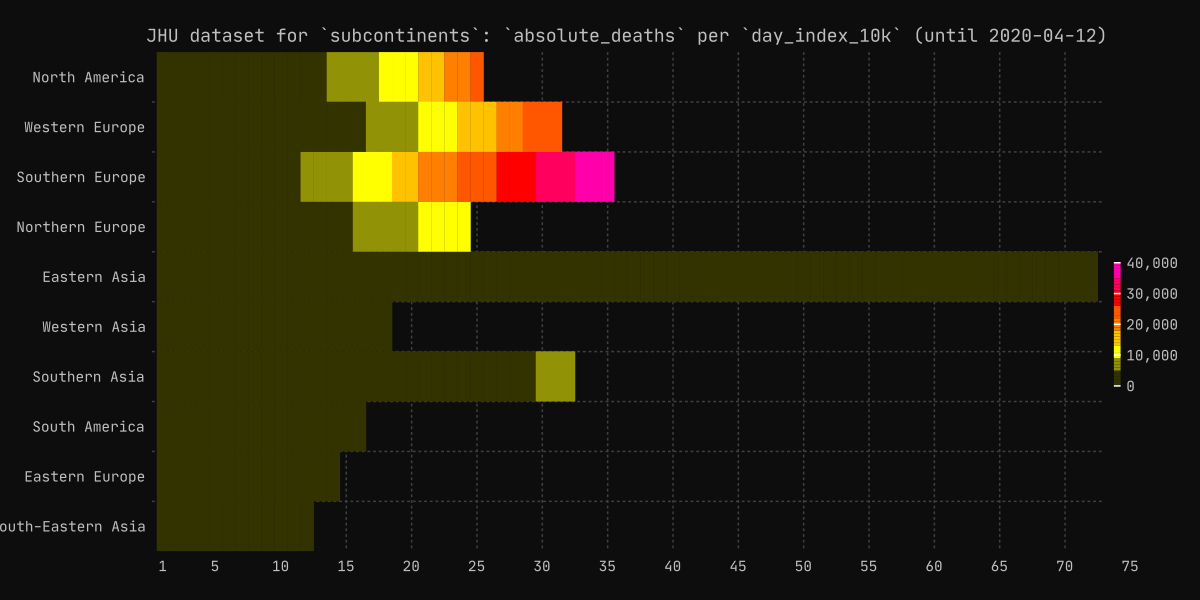 JHU dataset for `subcontinents`: `absolute_deaths` per `day_index_10k` (until 2020-04-12)
North America
Western Europe
Southern Europe
Northern Europe
Eastern Asia
Western Asia
Southern Asia
South America
Eastern Europe
outh-Eastern Asia
40,000
30,000
20,000
10,000
0
1 5 10 15 20 25 30 35 40 45 50 55 60 65 70 75